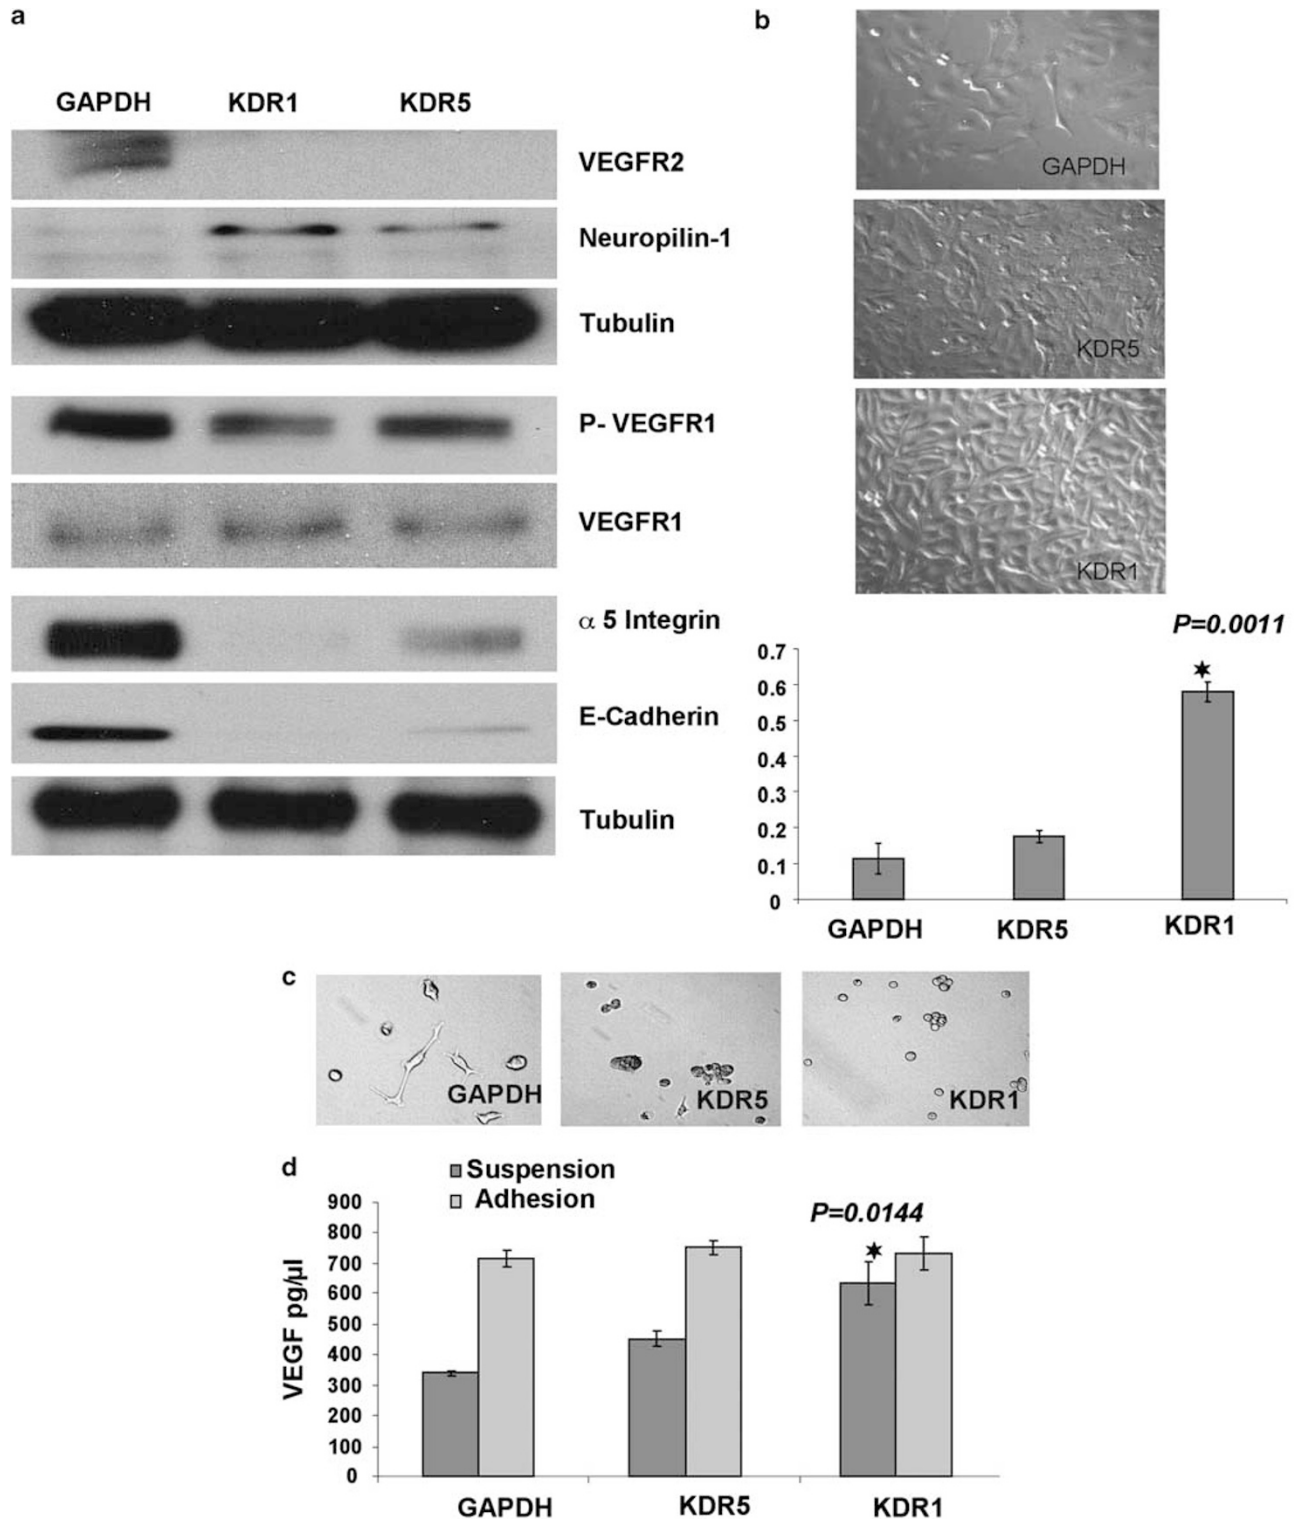 a
GAPDH KDR1 KDR5
VEGFR2
Neuropilin-1
Tubulin
P- VEGFR1
VEGFR1
α 5 Integrin
E-Cadherin
Tubulin
b
GAPDH
KDR5
KDR1
P=0.0011
0.7
0.6
0.5
0.4
0.3
0.2
0.1
0
GAPDH KDR5 KDR1
c
GAPDH
KDR5
KDR1
d
Suspension
Adhesion
P=0.0144
VEGF pg/µl
900
800
700
600
500
400
300
200
100
0
GAPDH KDR5 KDR1